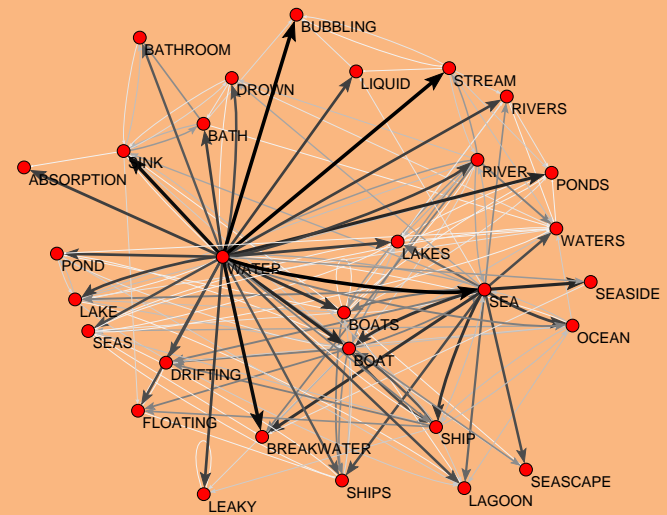 BUBBLING
BATHROOM
DROWN
LIQUID
STREAM
RIVERS
BATH
SINK
ABSORPTION
RIVER
PONDS
WATERS
LAKES
POND
WATER
SEASIDE
SEA
LAKE
BOATS
SEAS
OCEAN
BOAT
DRIFTING
FLOATING
SHIP
BREAKWATER
SEASCAPE
SHIPS
LAGOON
LEAKY